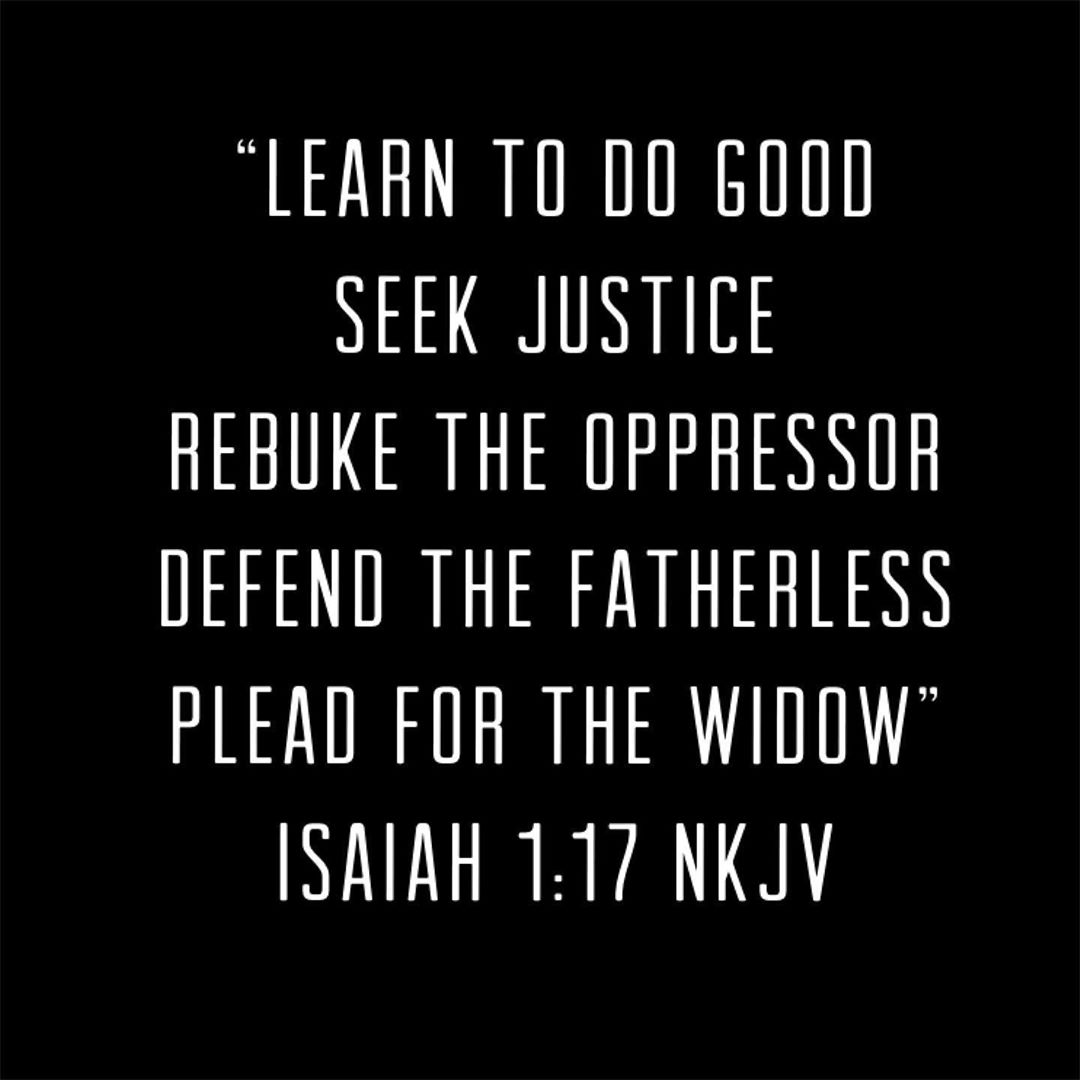 “LEARN TO DO GOOD
SEEK JUSTICE
REBUKE THE OPPRESSOR
DEFEND THE FATHERLESS
PLEAD FOR THE WIDOW”
ISAIAH 1:17 NKJV